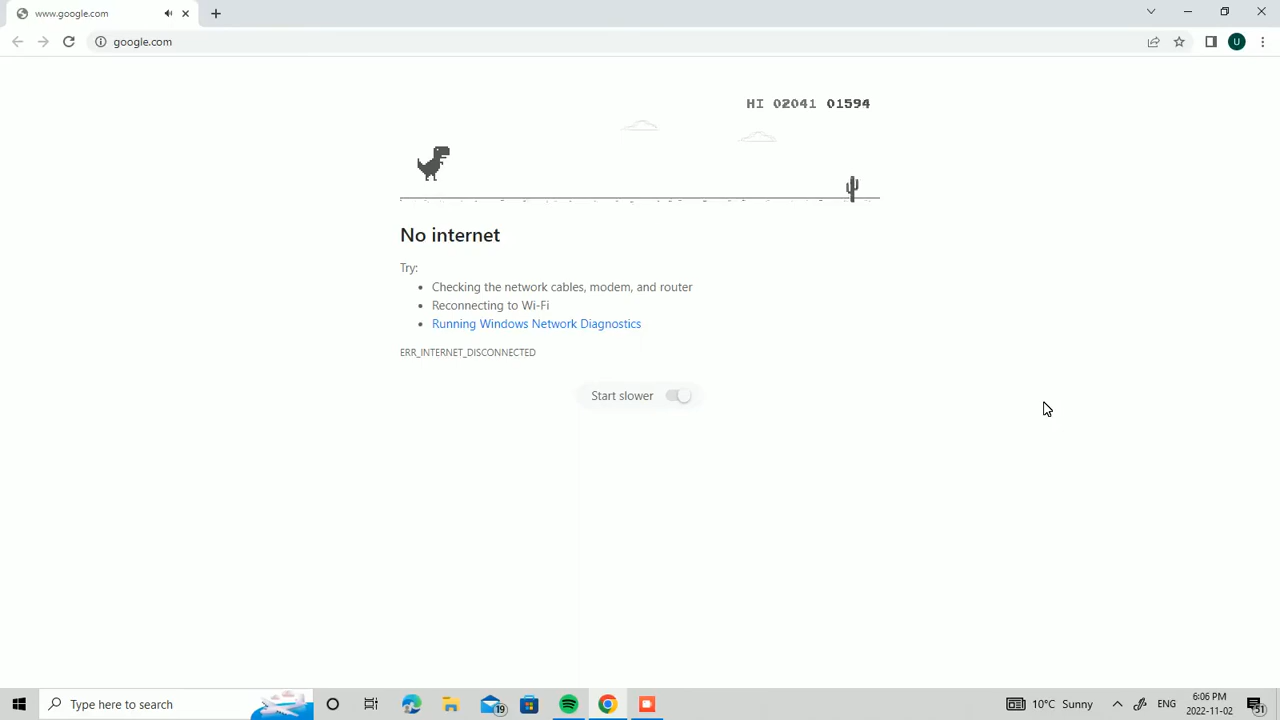 www.google.com
google.com
U
HI 02041 01594
No internet
Try:
Checking the network cables, modem, and router
Reconnecting to Wi-Fi
Running Windows Network Diagnostics
ERR_INTERNET_DISCONNECTED
Start slower
Type here to search
19
10°C Sunny
ENG
6:06 PM
2022-11-02
51